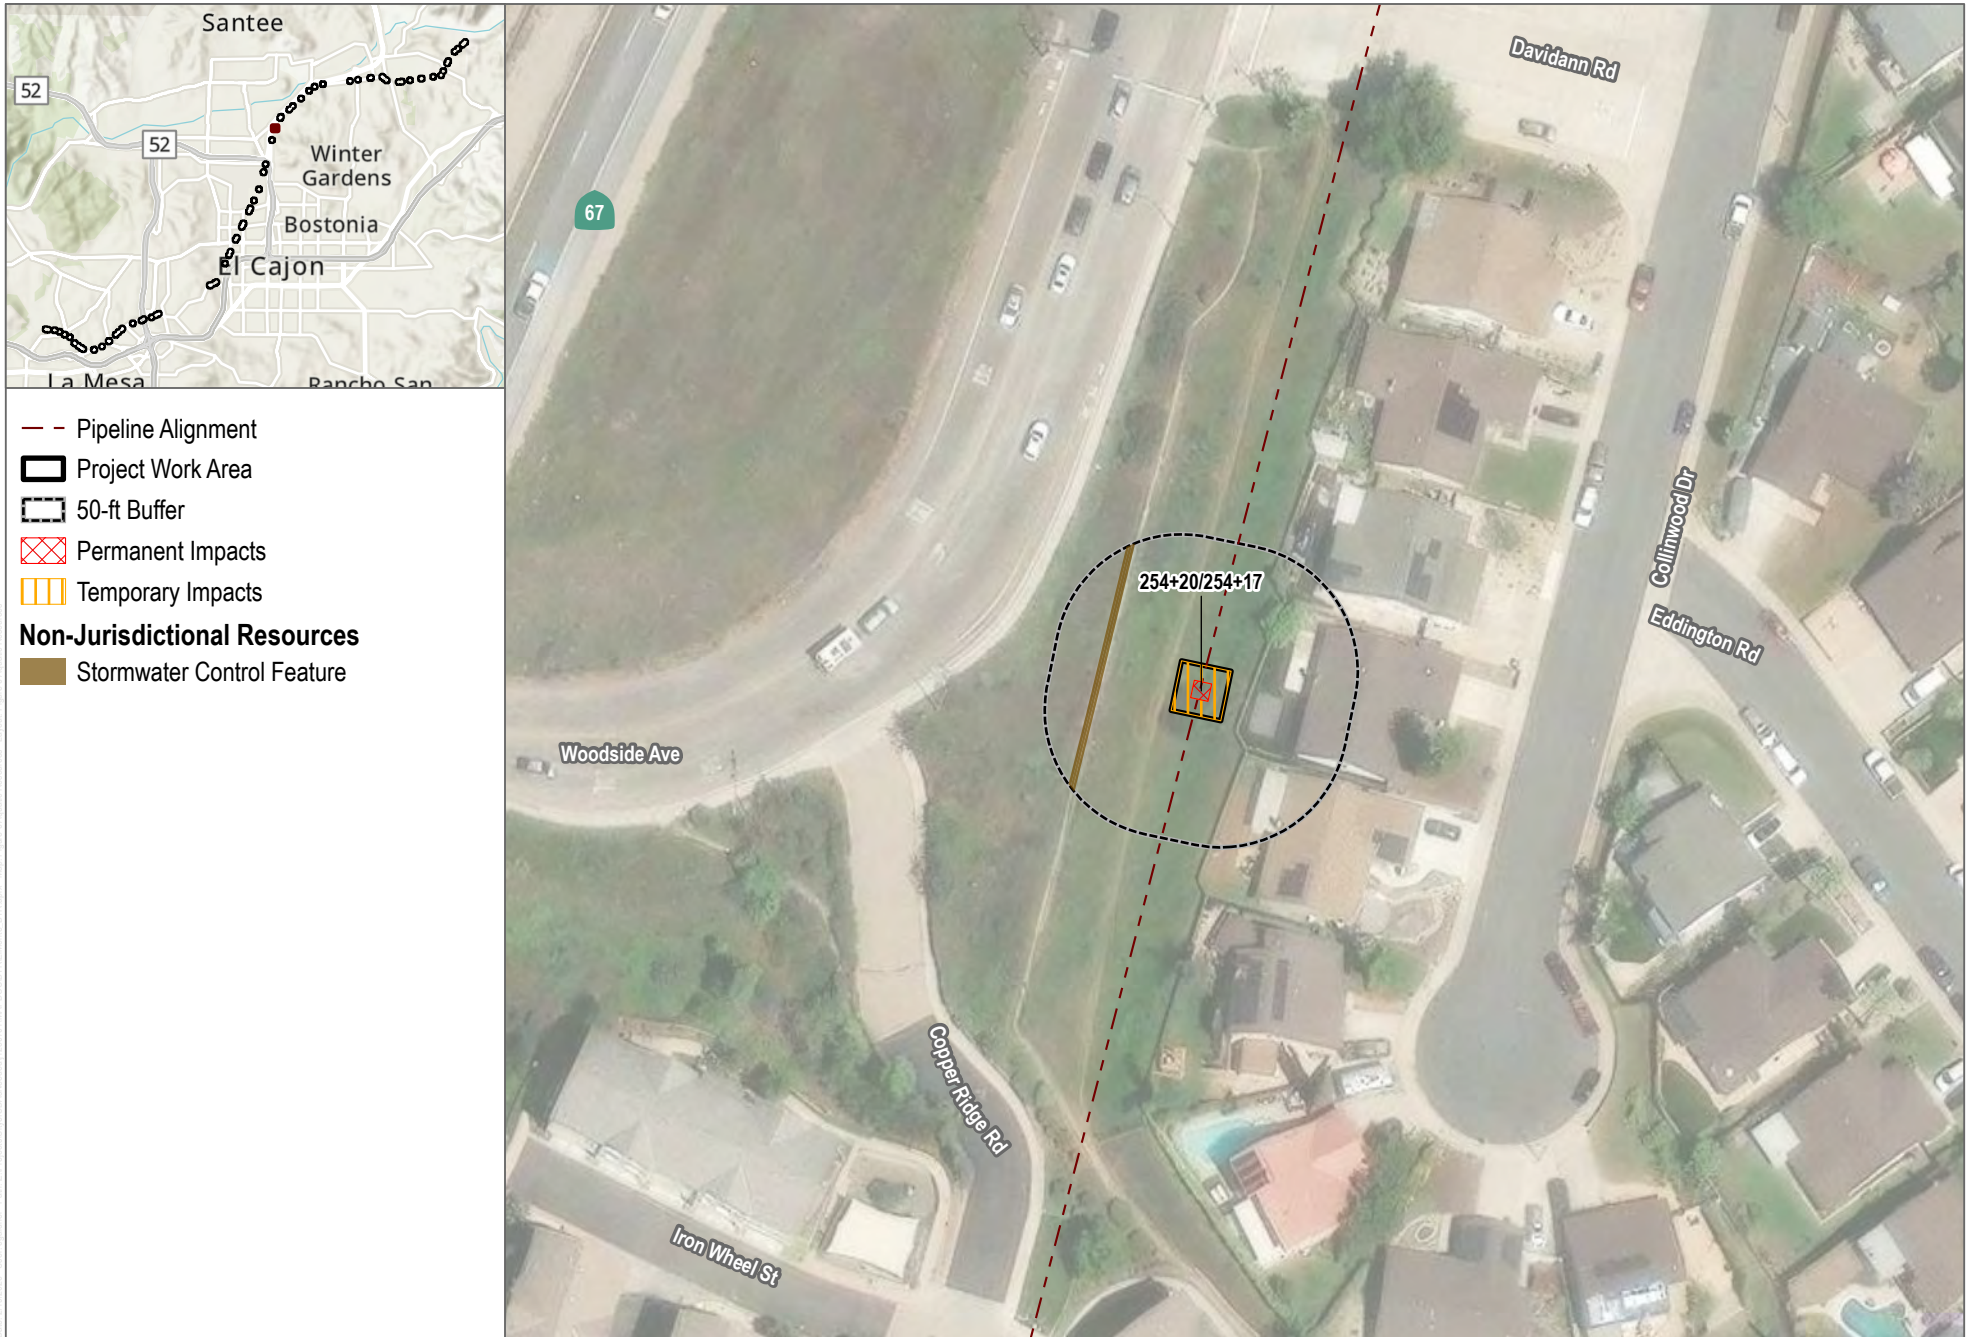 Santee
52
52
Winter
Gardens
Bostonia
El Cajon
La Mesa
Rancho San
Pipeline Alignment
Project Work Area
50-ft Buffer
Permanent Impacts
Temporary Impacts
Non-Jurisdictional Resources
Stormwater Control Feature
67
Davidann Rd
Collinwood Dr
254+20/254+17
Eddington Rd
Woodside Ave
Copper Ridge Rd
Iron Wheel St